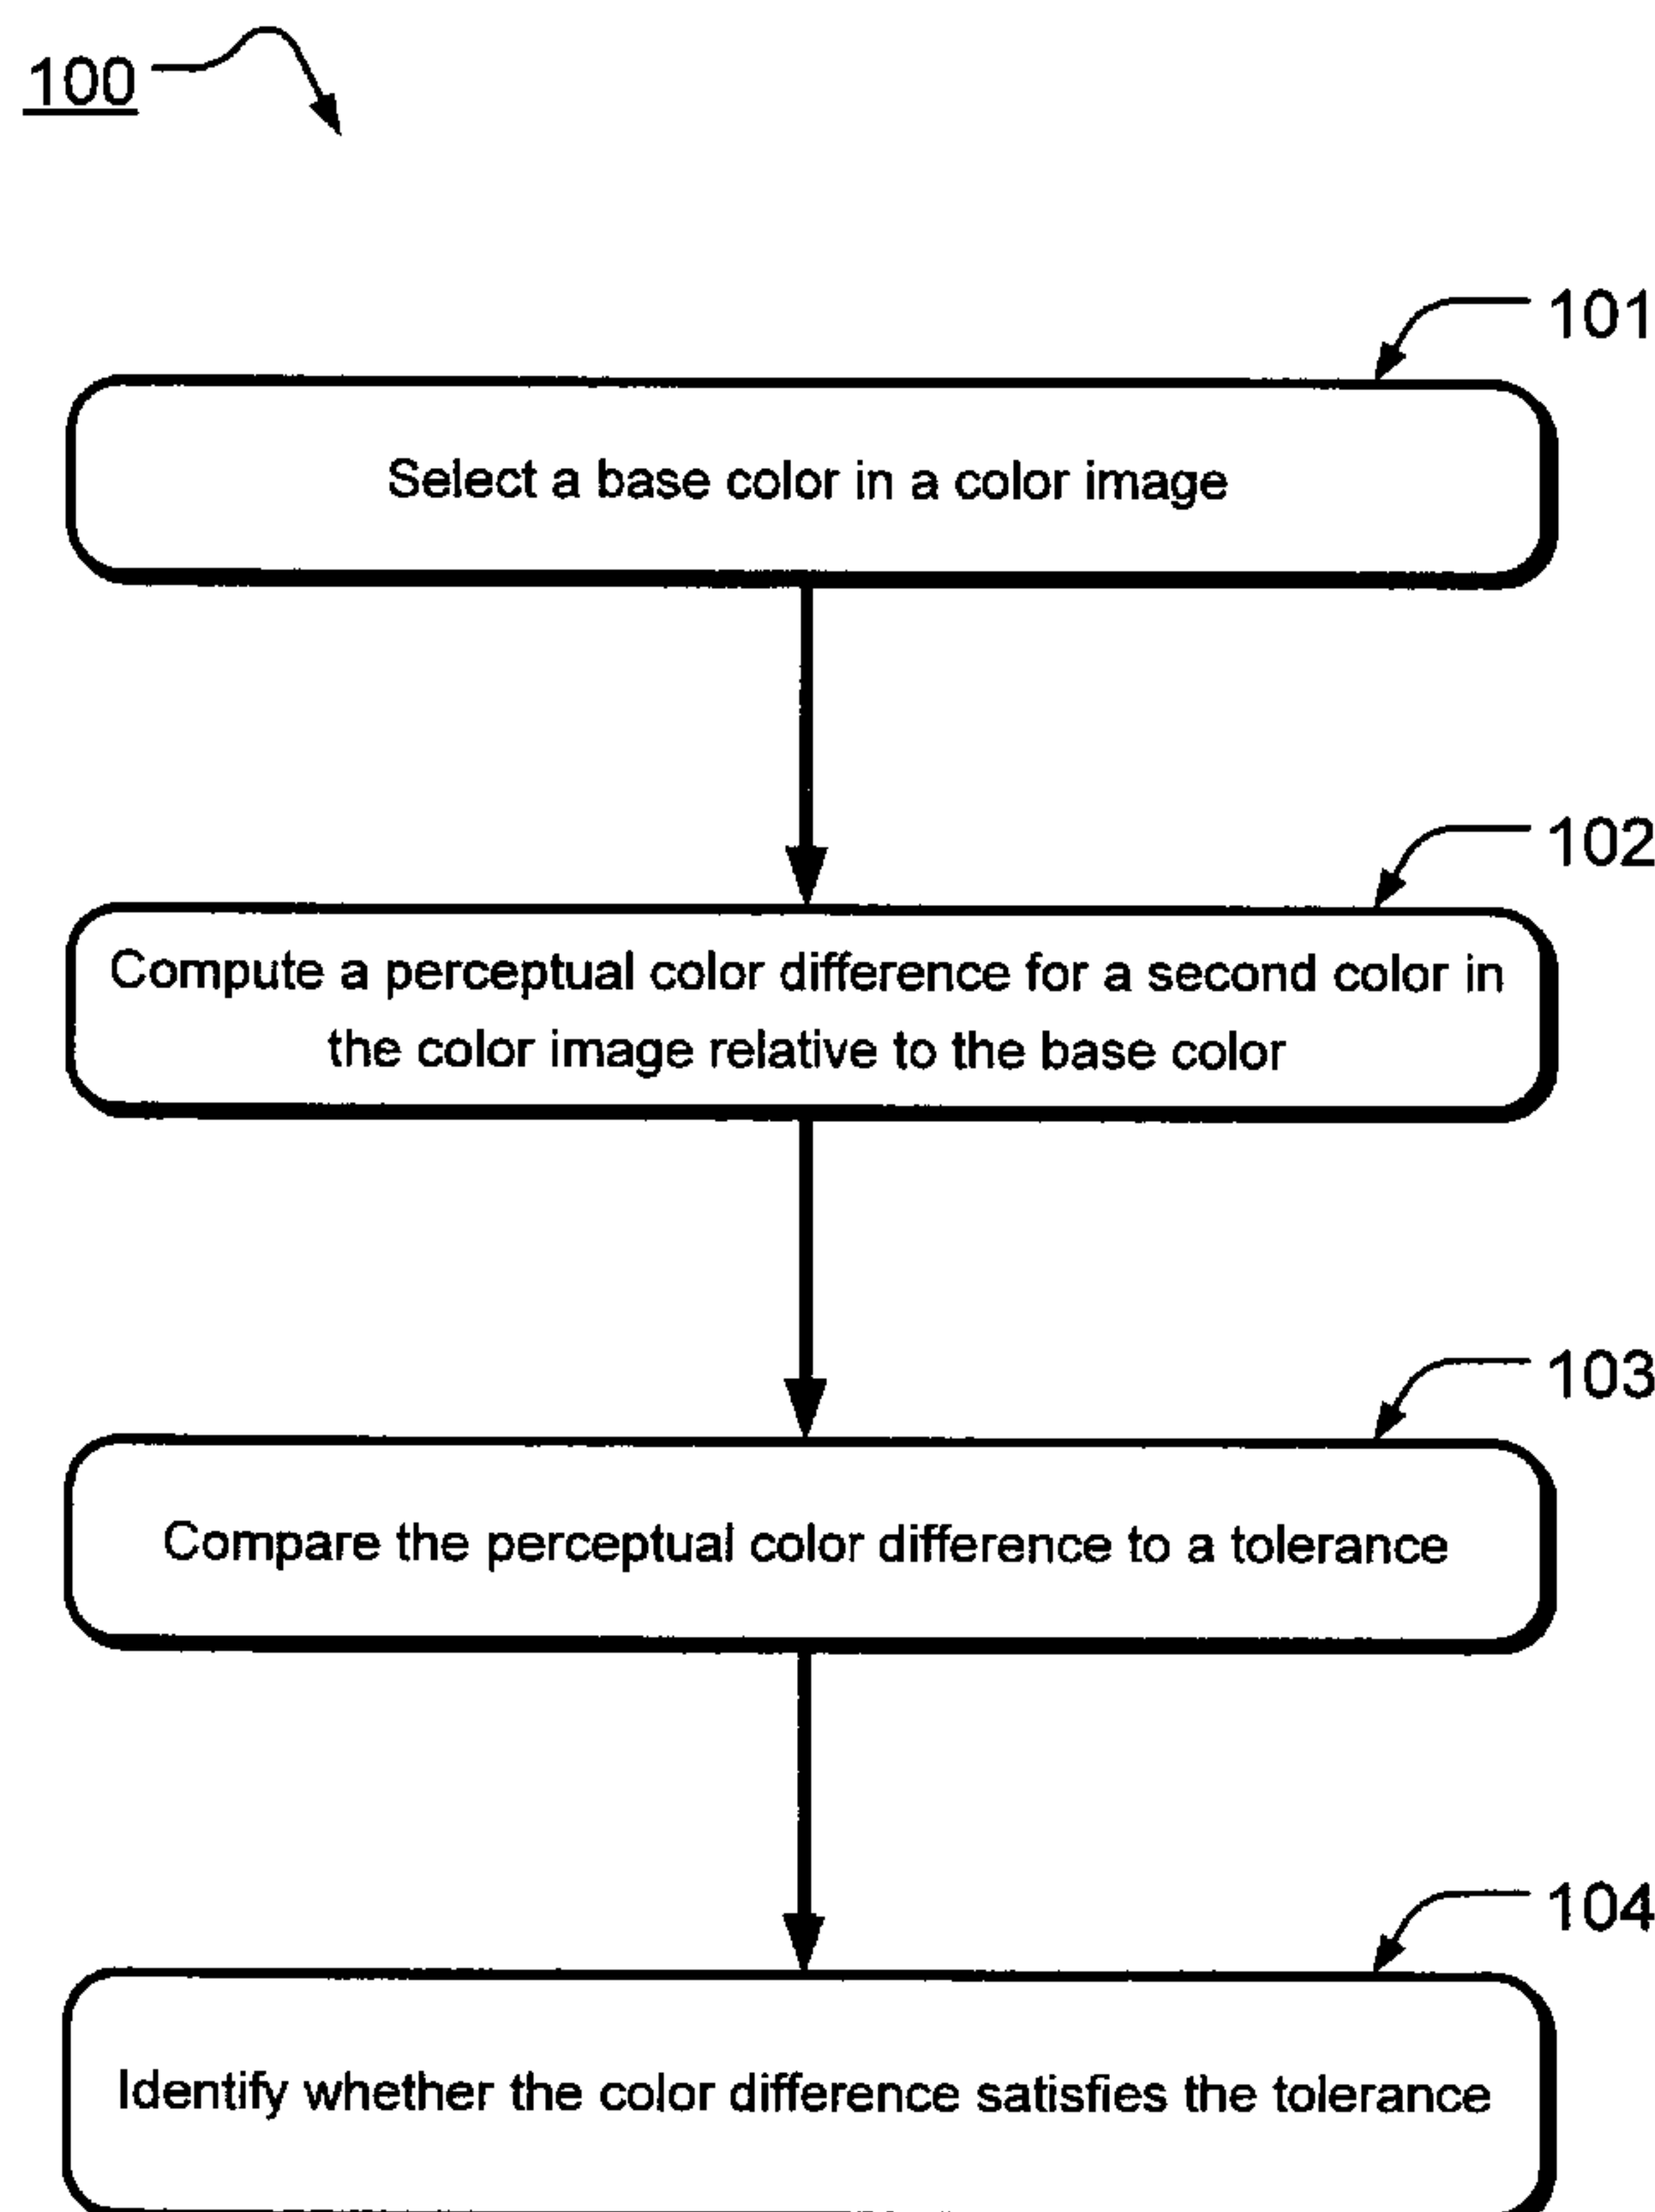 100
101
Select a base color in a color image
102
Compute a perceptual color difference for a second color in
the color image relative to the base color
103
Compare the perceptual color difference to a tolerance
104
Identify whether the color difference satisfies the tolerance